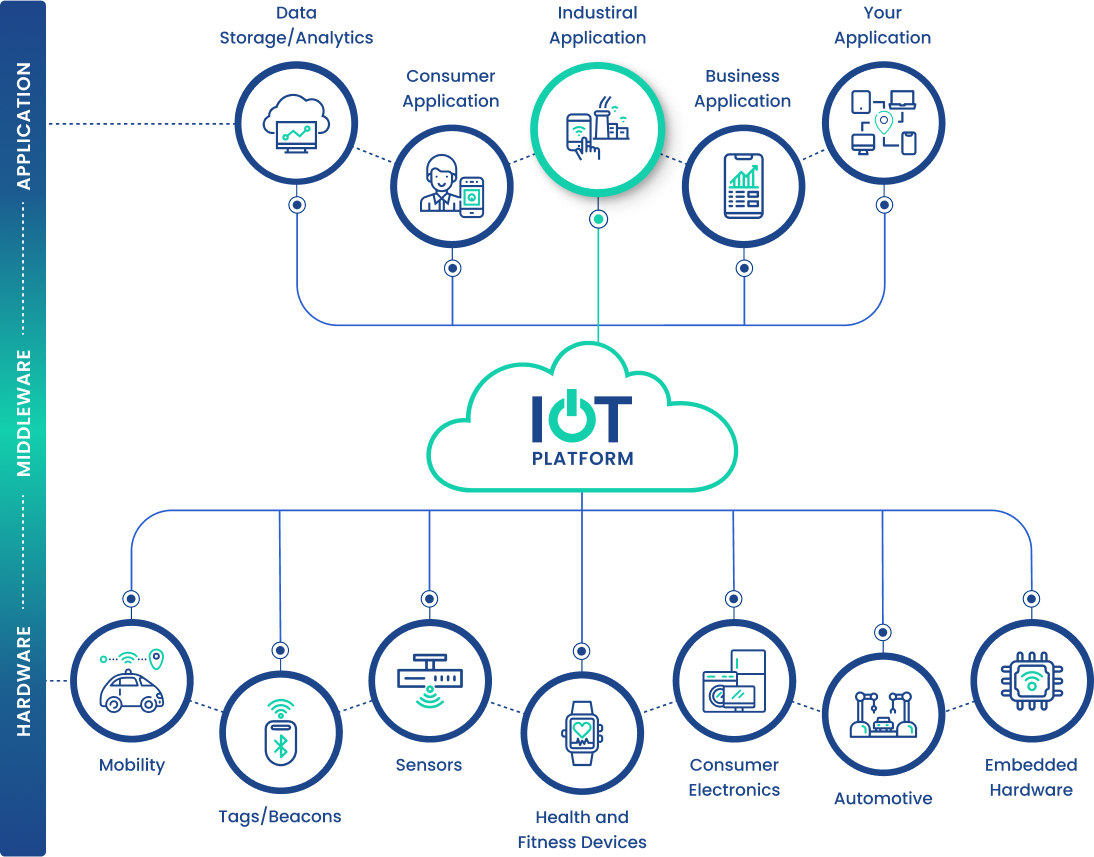 APPLICATION
MIDDLEWARE
HARDWARE
Data
Storage/Analytics
Consumer
Application
Industiral
Application
Business
Application
Your
Application
IOT
PLATFORM
Mobility
Tags/Beacons
Sensors
Health and
Fitness Devices
Consumer
Electronics
Automotive
Embedded
Hardware